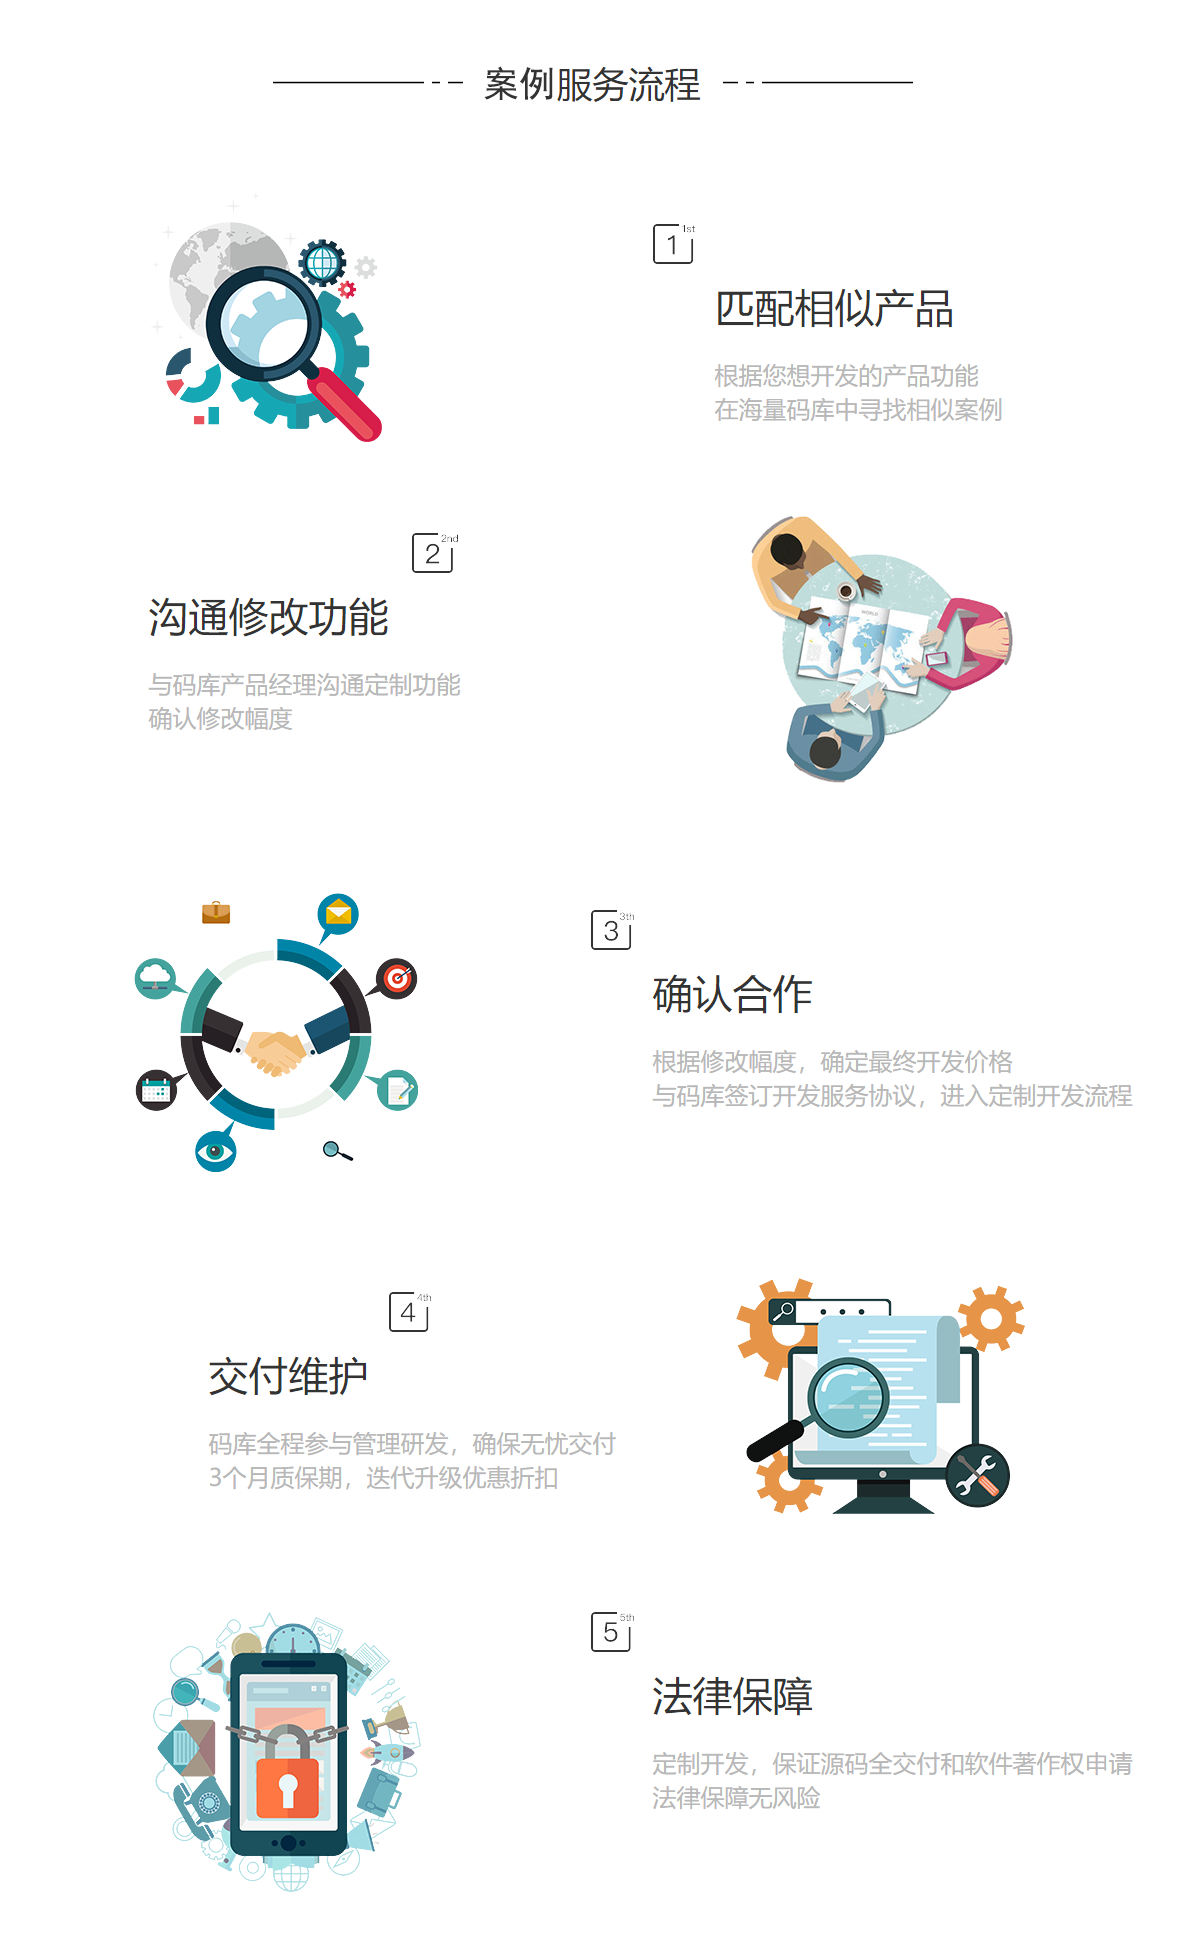 案例服务流程
1 1st
匹配相似产品
根据您想开发的产品功能
在海量码库中寻找相似案例
2 2nd
沟通修改功能
与码库产品经理沟通定制功能
确认修改幅度
WORLD
3 3th
确认合作
根据修改幅度，确定最终开发价格
与码库签订开发服务协议，进入定制开发流程
4 4th
交付维护
码库全程参与管理研发，确保无忧交付
3个月质保期，迭代升级优惠折扣
5 5th
法律保障
定制开发，保证源码全交付和软件著作权申请
法律保障无风险